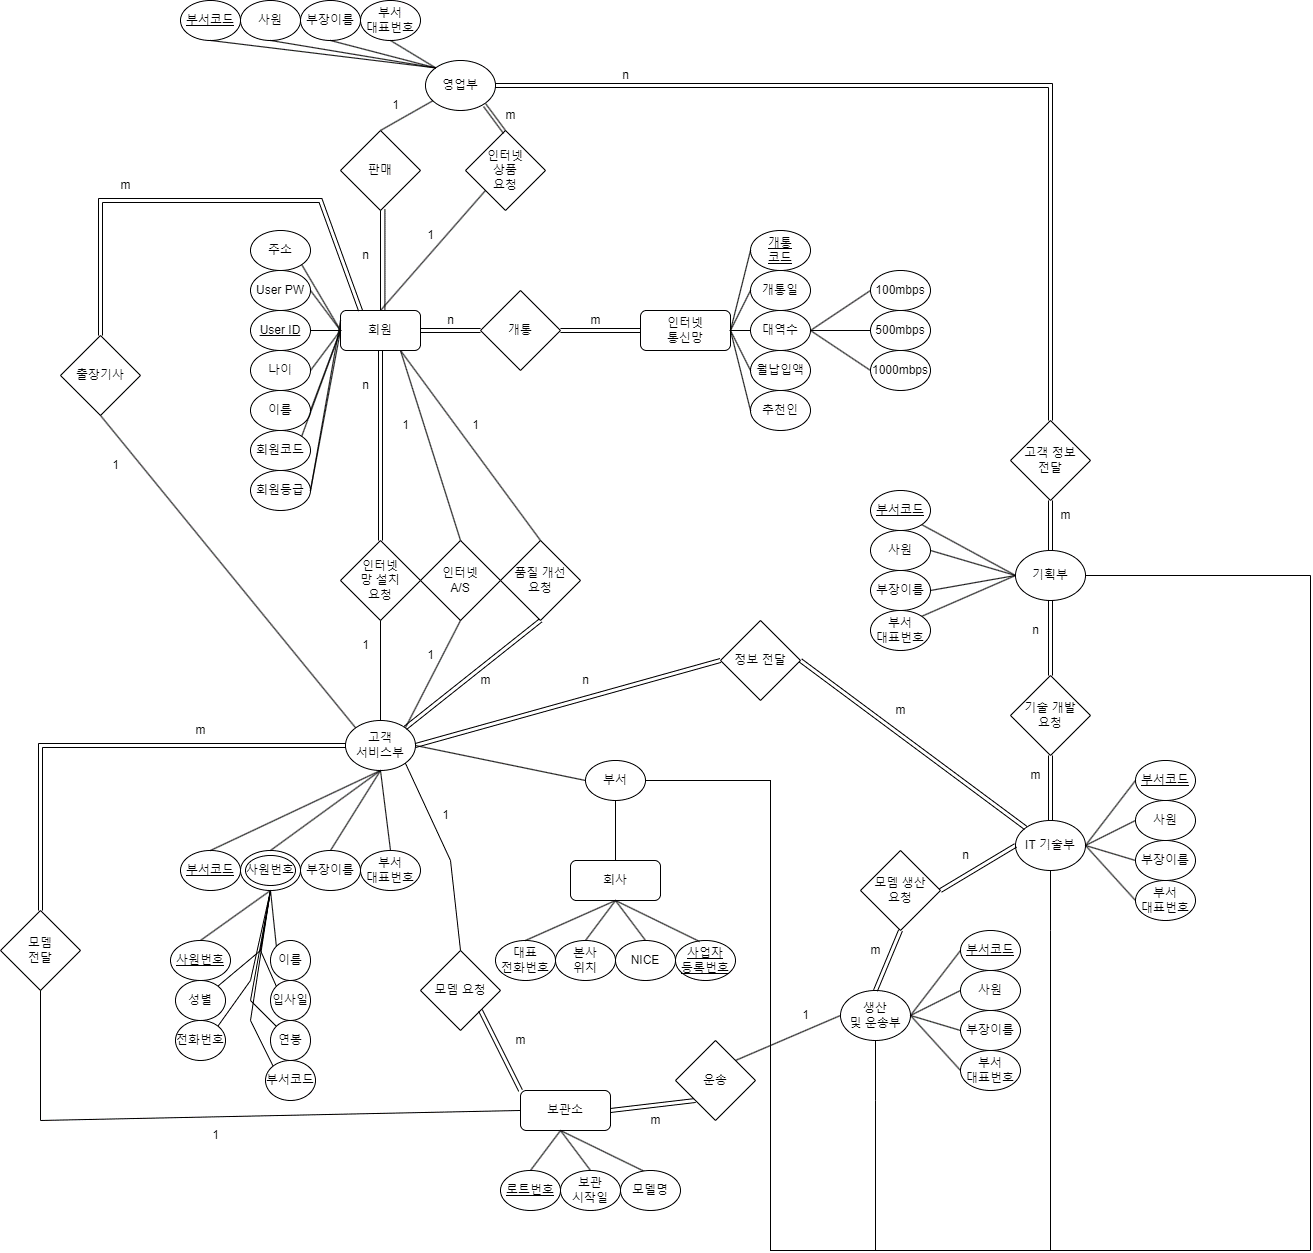 부서코드
사원
부장이름
부서
대표번호
영업부
n
1
m
판매
인터넷
상품
요청
m
1
n
주소
User PW
User ID
나이
이름
회원코드
회원등급
회원
n
개통
m
인터넷
통신망
개통
코드
개통일
대역수
월납입액
추천인
100mbps
500mbps
1000mbps
출장기사
1
n
1
1
고객 정보
전달
m
부서코드
사원
부장이름
부서
대표번호
기획부
인터넷
망 설치
요청
인터넷
A/S
품질 개선
요청
1
1
m
n
정보 전달
m
n
기술 개발
요청
m
m
고객
서비스부
부서
회사
대표
전화번호
본사
위치
NICE
사업자
등록번호
1
부서코드
사원번호
부장이름
부서
대표번호
사원번호
성별
전화번호
이름
입사일
연봉
부서코드
IT 기술부
부서코드
사원
부장이름
부서
대표번호
n
모뎀 생산
요청
m
부서코드
사원
부장이름
부서
대표번호
생산
및 운송부
모뎀
전달
모뎀 요청
m
1
운송
m
보관소
1
로트번호
보관
시작일
모델명